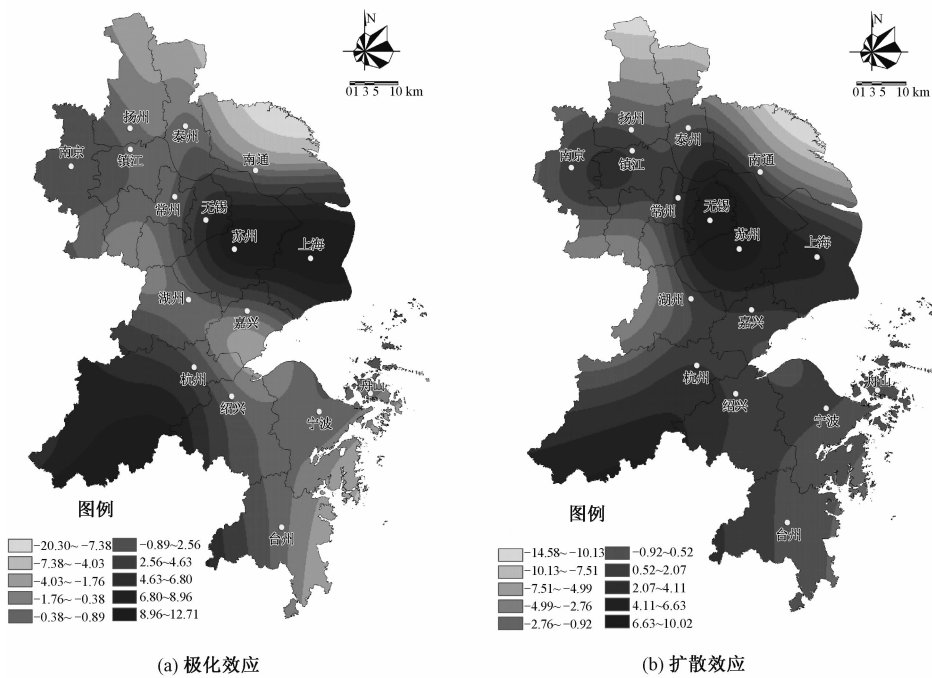 N
01 3 5 10 km
扬州
泰州
南京
镇江
南通
常州
无锡
苏州
上海
湖州
嘉兴
杭州
绍兴
舟山
宁波
台州
图例
−20.30~ −7.38
−7.38~ −4.03
−4.03~ −1.76
−1.76~ −0.38
−0.38~ −0.89
−0.89~2.56
2.56~4.63
4.63~6.80
6.80~8.96
8.96~12.71
(a) 极化效应
N
01 3 5 10 km
扬州
泰州
南京
镇江
南通
常州
无锡
苏州
上海
湖州
嘉兴
杭州
绍兴
舟山
宁波
台州
图例
−14.58~ −10.13
−10.13~ −7.51
−7.51~ −4.99
−4.99~ −2.76
−2.76~ −0.92
−0.92~0.52
0.52~2.07
2.07~4.11
4.11~6.63
6.63~10.02
(b) 扩散效应